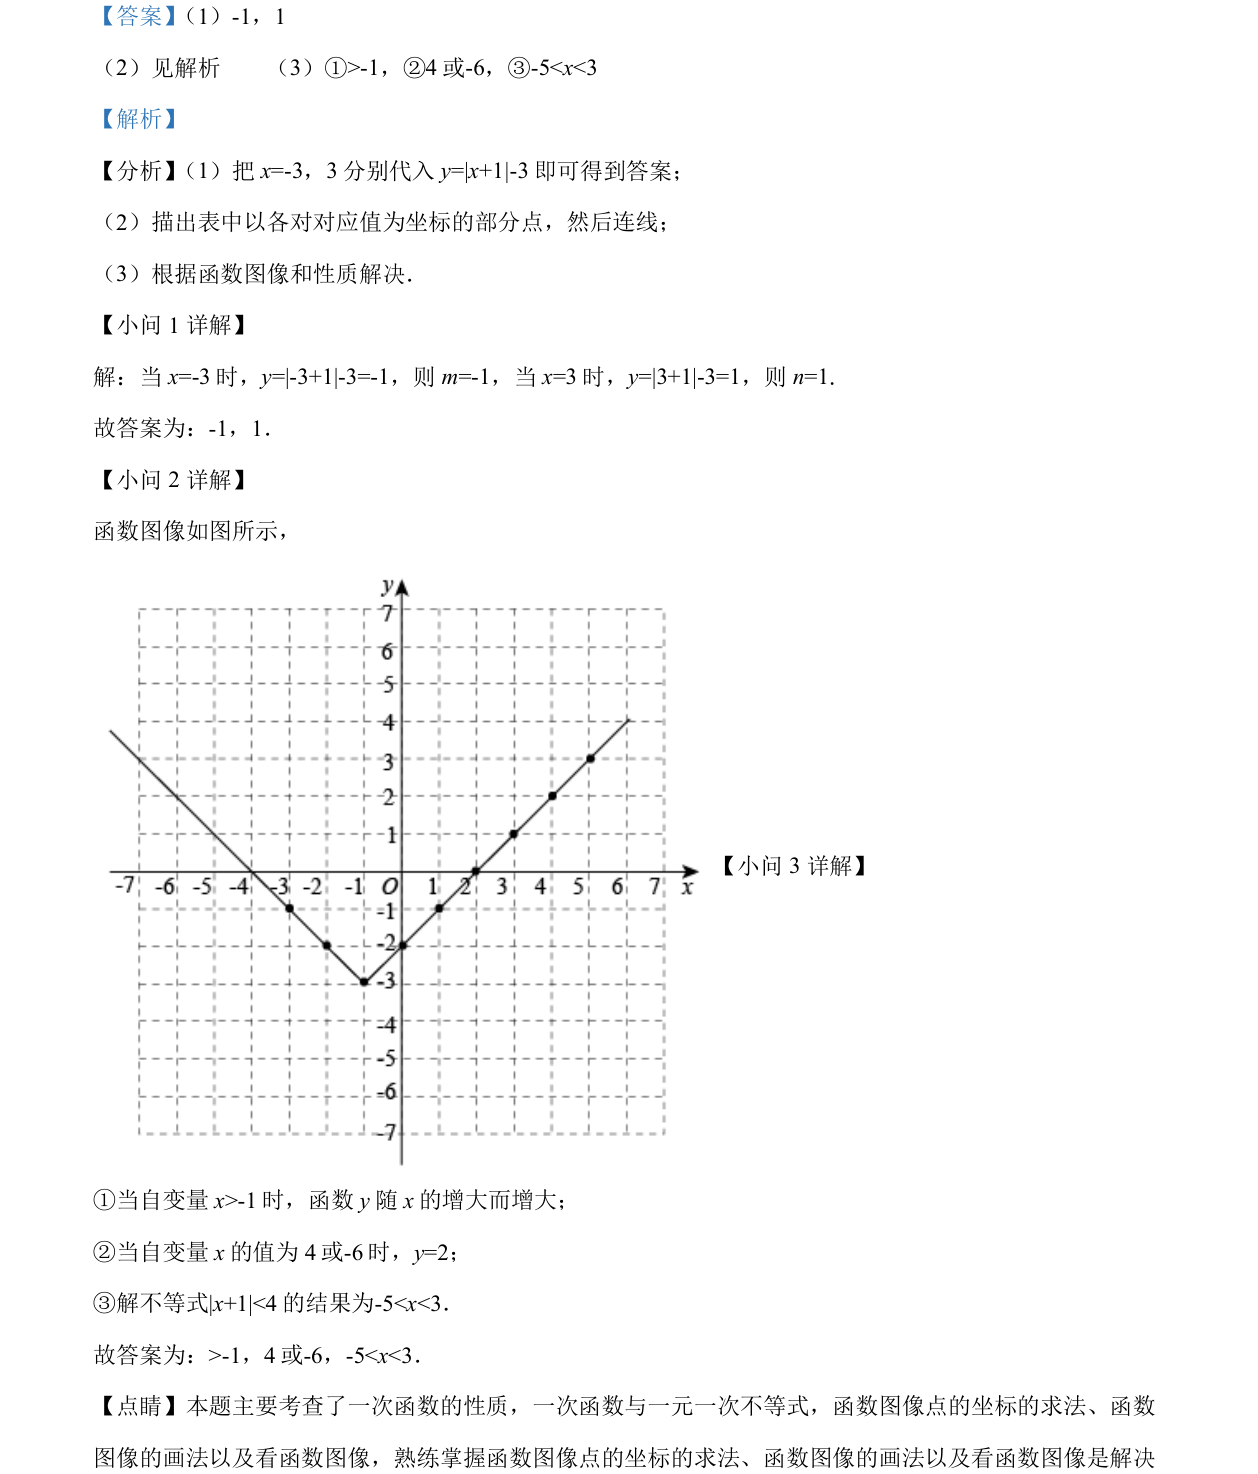 【答案】（1）-1，1
（2）见解析 （3）①>-1，②4 或-6，③-5<x<3
【解析】
【分析】（1）把 x=-3，3 分别代入 y=|x+1|-3 即可得到答案；
（2）描出表中以各对对应值为坐标的部分点，然后连线；
（3）根据函数图像和性质解决．
【小问 1 详解】
解：当 x=-3 时，y=|-3+1|-3=-1，则 m=-1，当 x=3 时，y=|3+1|-3=1，则 n=1.
故答案为：-1，1．
【小问 2 详解】
函数图像如图所示，
y
7
6
5
4
3
2
1
-7 -6 -5 -4 -3 -2 -1 O 1 2 3 4 5 6 7 x
【小问 3 详解】
-1
-2
-3
-4
-5
-6
-7
①当自变量 x>-1 时，函数 y 随 x 的增大而增大；
②当自变量 x 的值为 4 或-6 时，y=2；
③解不等式|x+1|<4 的结果为-5<x<3．
故答案为：>-1，4 或-6，-5<x<3．
【点睛】本题主要考查了一次函数的性质，一次函数与一元一次不等式，函数图像点的坐标的求法、函数
图像的画法以及看函数图像，熟练掌握函数图像点的坐标的求法、函数图像的画法以及看函数图像是解决